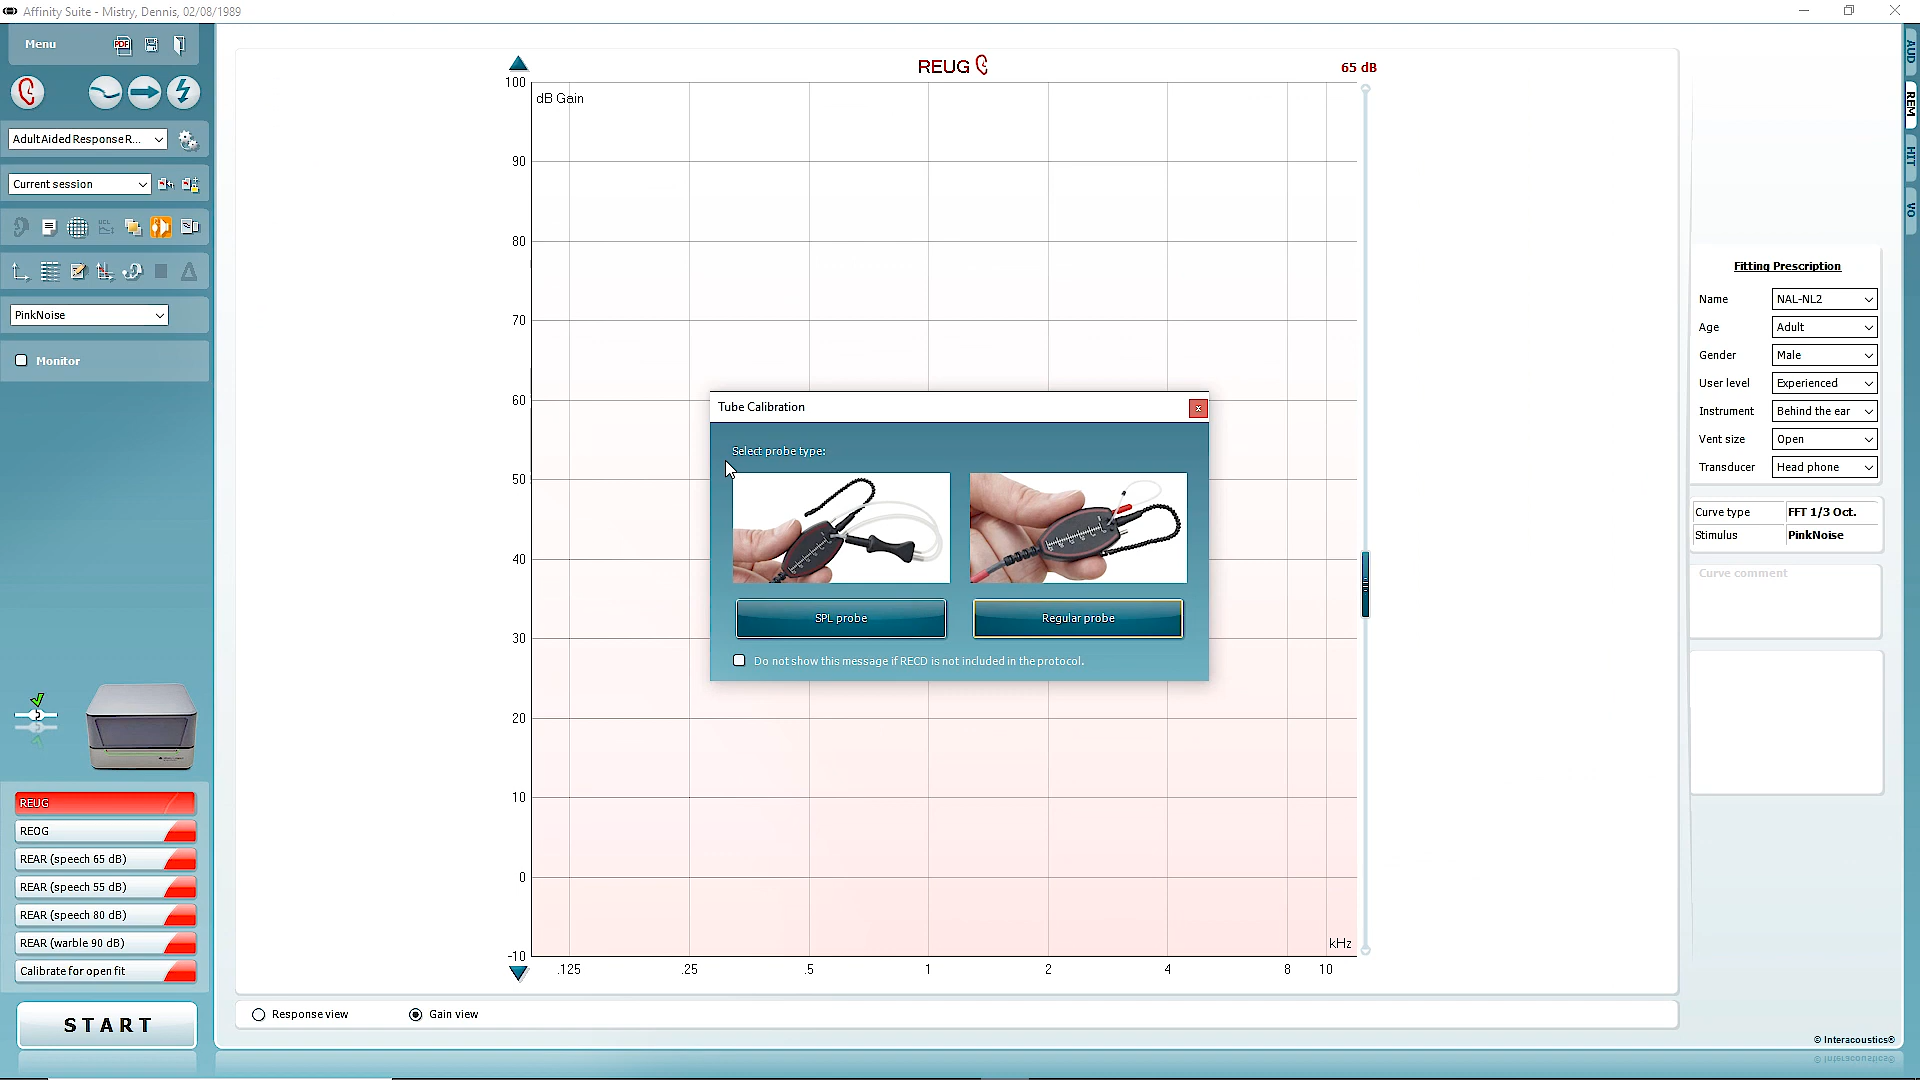 Affinity Suite - Mistry, Dennis, 02/08/1989
Menu
PDF
AdultAided ResponseR...
Current session
PinkNoise
Monitor
REUG
REOG
REAR (speech 65 dB)
REAR (speech 55 dB)
REAR (speech 80 dB)
REAR (warble 90 dB)
Calibrate for open fit
START
REUG
65 dB
dB Gain
100
90
80
70
60
50
40
30
20
10
0
-10
.125 .25 .5 1 2 4 8 10
kHz
Tube Calibration
x
Select probe type:
SPL probe
Regular probe
Do not show this message if RECD is not included in the protocol.
Response view
Gain view
AUD
REM
HIT
VO
Fitting Prescription
Name NAL-NL2
Age Adult
Gender Male
User level Experienced
Instrument Behind the ear
Vent size Open
Transducer Head phone
Curve type FFT 1/3 Oct.
Stimulus PinkNoise
Curve comment
© Interacoustics®